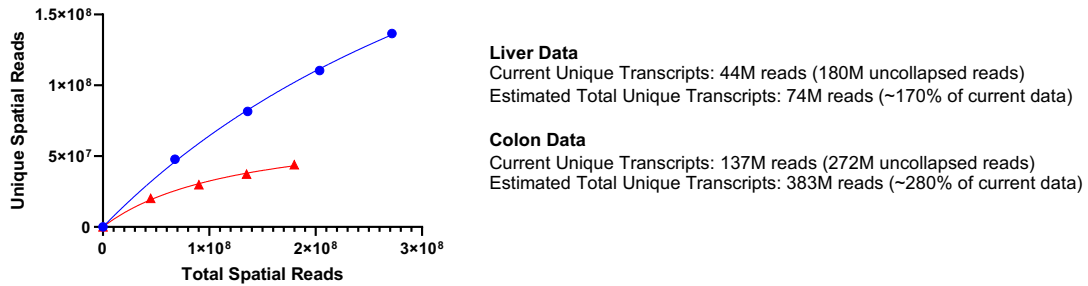 1.5×10⁸
1×10⁸
5×10⁷
0
Unique Spatial Reads
0
1×10⁸
2×10⁸
3×10⁸
Total Spatial Reads
Liver Data
Current Unique Transcripts: 44M reads (180M uncollapsed reads)
Estimated Total Unique Transcripts: 74M reads (~170% of current data)
Colon Data
Current Unique Transcripts: 137M reads (272M uncollapsed reads)
Estimated Total Unique Transcripts: 383M reads (~280% of current data)